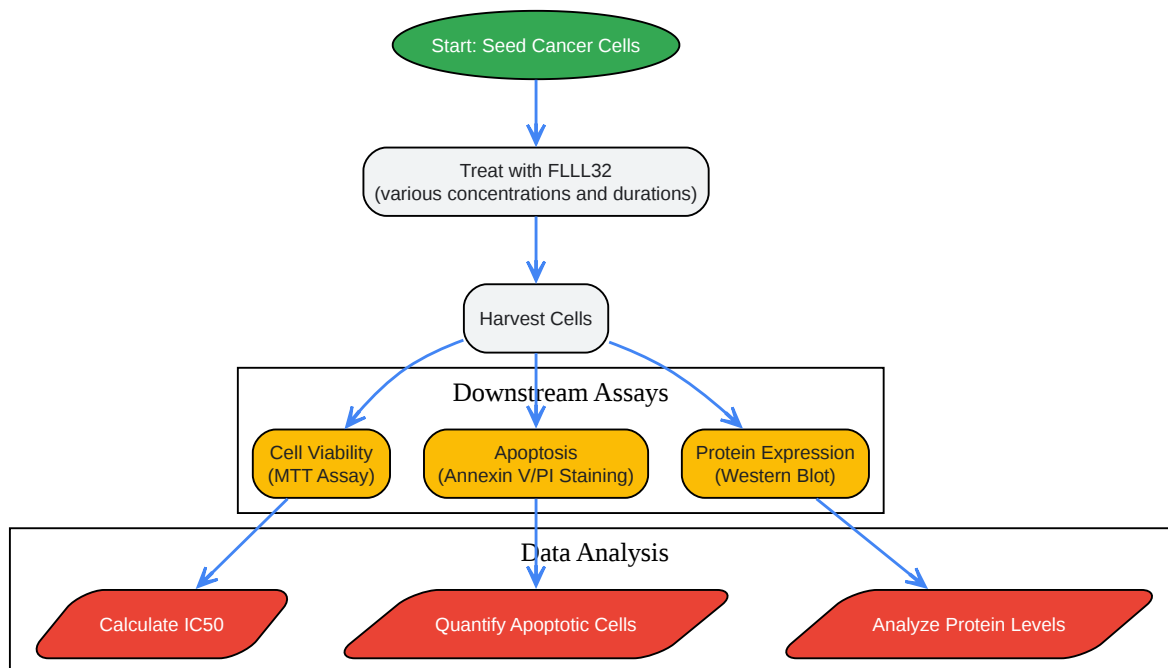 Start: Seed Cancer Cells
Treat with FLLL32
(various concentrations and durations)
Harvest Cells
Downstream Assays
Cell Viability
(MTT Assay)
Apoptosis
(Annexin V/PI Staining)
Protein Expression
(Western Blot)
Data Analysis
Calculate IC50
Quantify Apoptotic Cells
Analyze Protein Levels